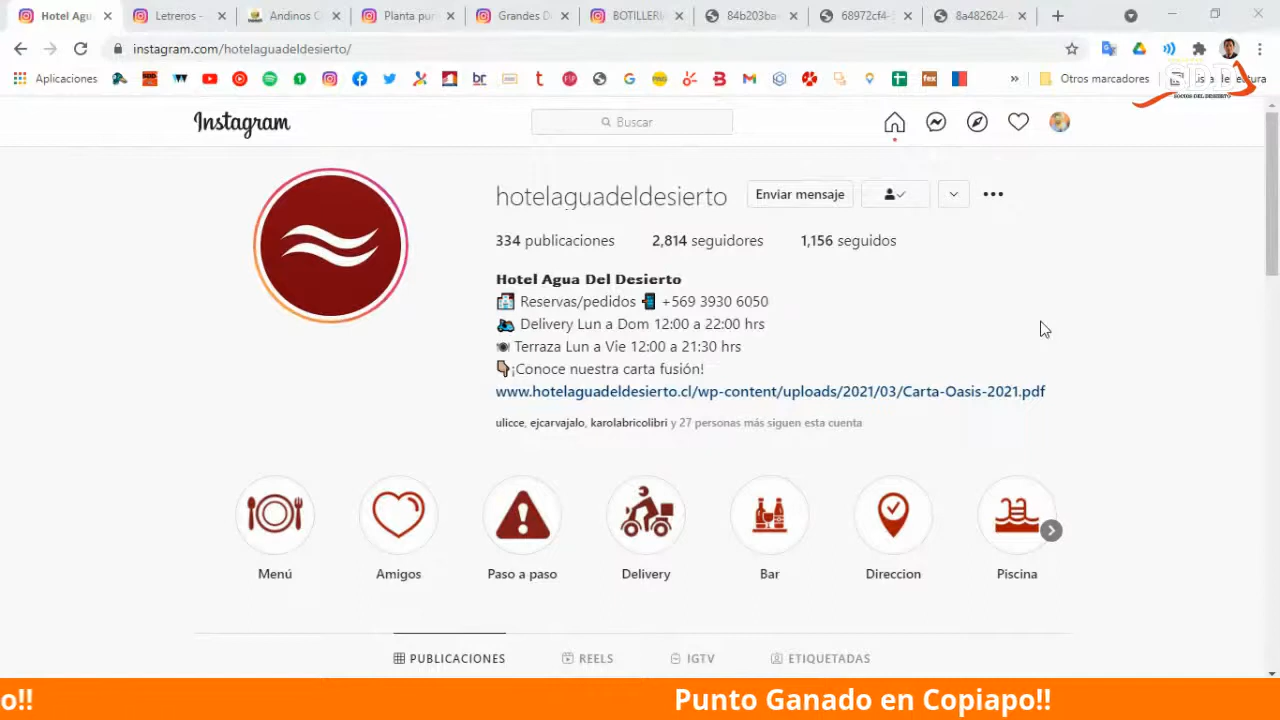 Hotel Agu
Letreros -
Andinos C
Planta pur
Grandes D
BOTILLERI
84b203ba
68972cf4-
8a482624-
instagram.com/hotelaguadeldesierto/
Aplicaciones
Otros marcadores
SOCIOS DEL DESIERTO
Instagram
Buscar
hotelaguadeldesierto
Enviar mensaje
334 publicaciones
2,814 seguidores
1,156 seguidos
Hotel Agua Del Desierto
Reservas/pedidos +569 3930 6050
Delivery Lun a Dom 12:00 a 22:00 hrs
Terraza Lun a Vie 12:00 a 21:30 hrs
¡Conoce nuestra carta fusión!
www.hotelaguadeldesierto.cl/wp-content/uploads/2021/03/Carta-Oasis-2021.pdf
ulicce, ejcarvajalo, karolabricolibri y 27 personas más siguen esta cuenta
Menú
Amigos
Paso a paso
Delivery
Bar
Direccion
Piscina
PUBLICACIONES
REELS
IGTV
ETIQUETADAS
o!!
Punto Ganado en Copiapo!!